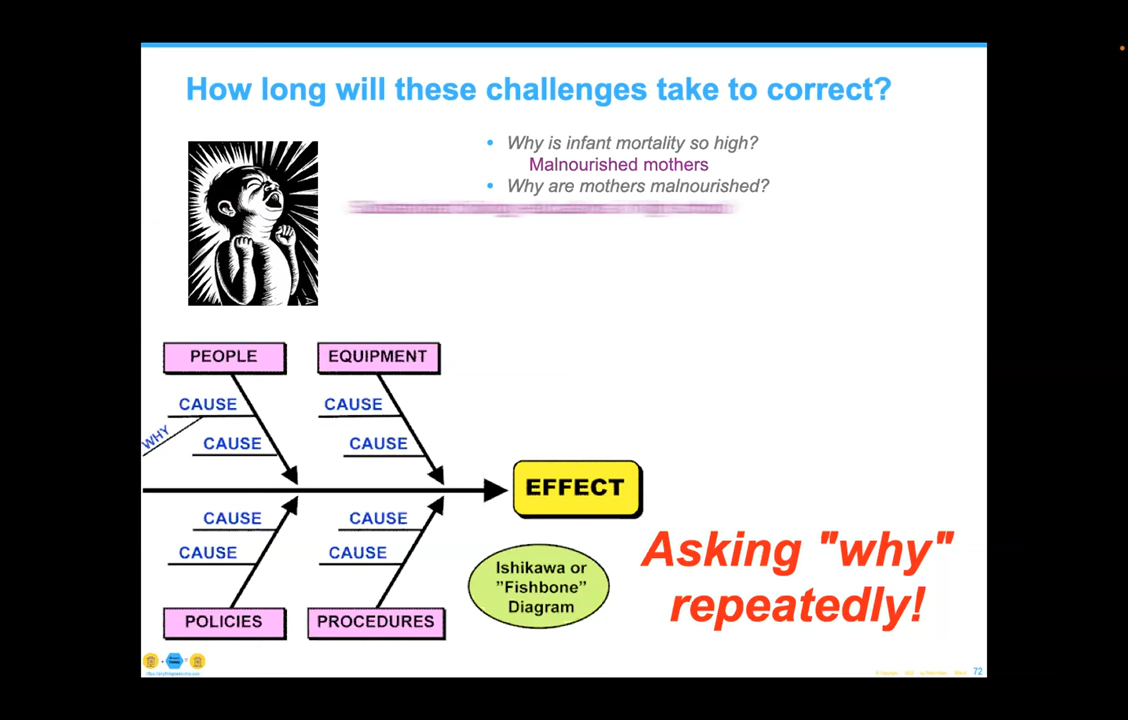 How long will these challenges take to correct?
• Why is infant mortality so high?
Malnourished mothers
• Why are mothers malnourished?
PEOPLE
EQUIPMENT
CAUSE
CAUSE
WHY
CAUSE
CAUSE
EFFECT
CAUSE
CAUSE
CAUSE
CAUSE
Ishikawa or
”Fishbone”
Diagram
Asking "why"
repeatedly!
POLICIES
PROCEDURES
72